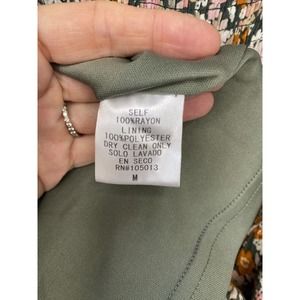 SELF
100%RAYON
LINING
100%POLYESTER
DRY CLEAN ONLY
SOLO LAVADO
EN SECO
RN#105013
M